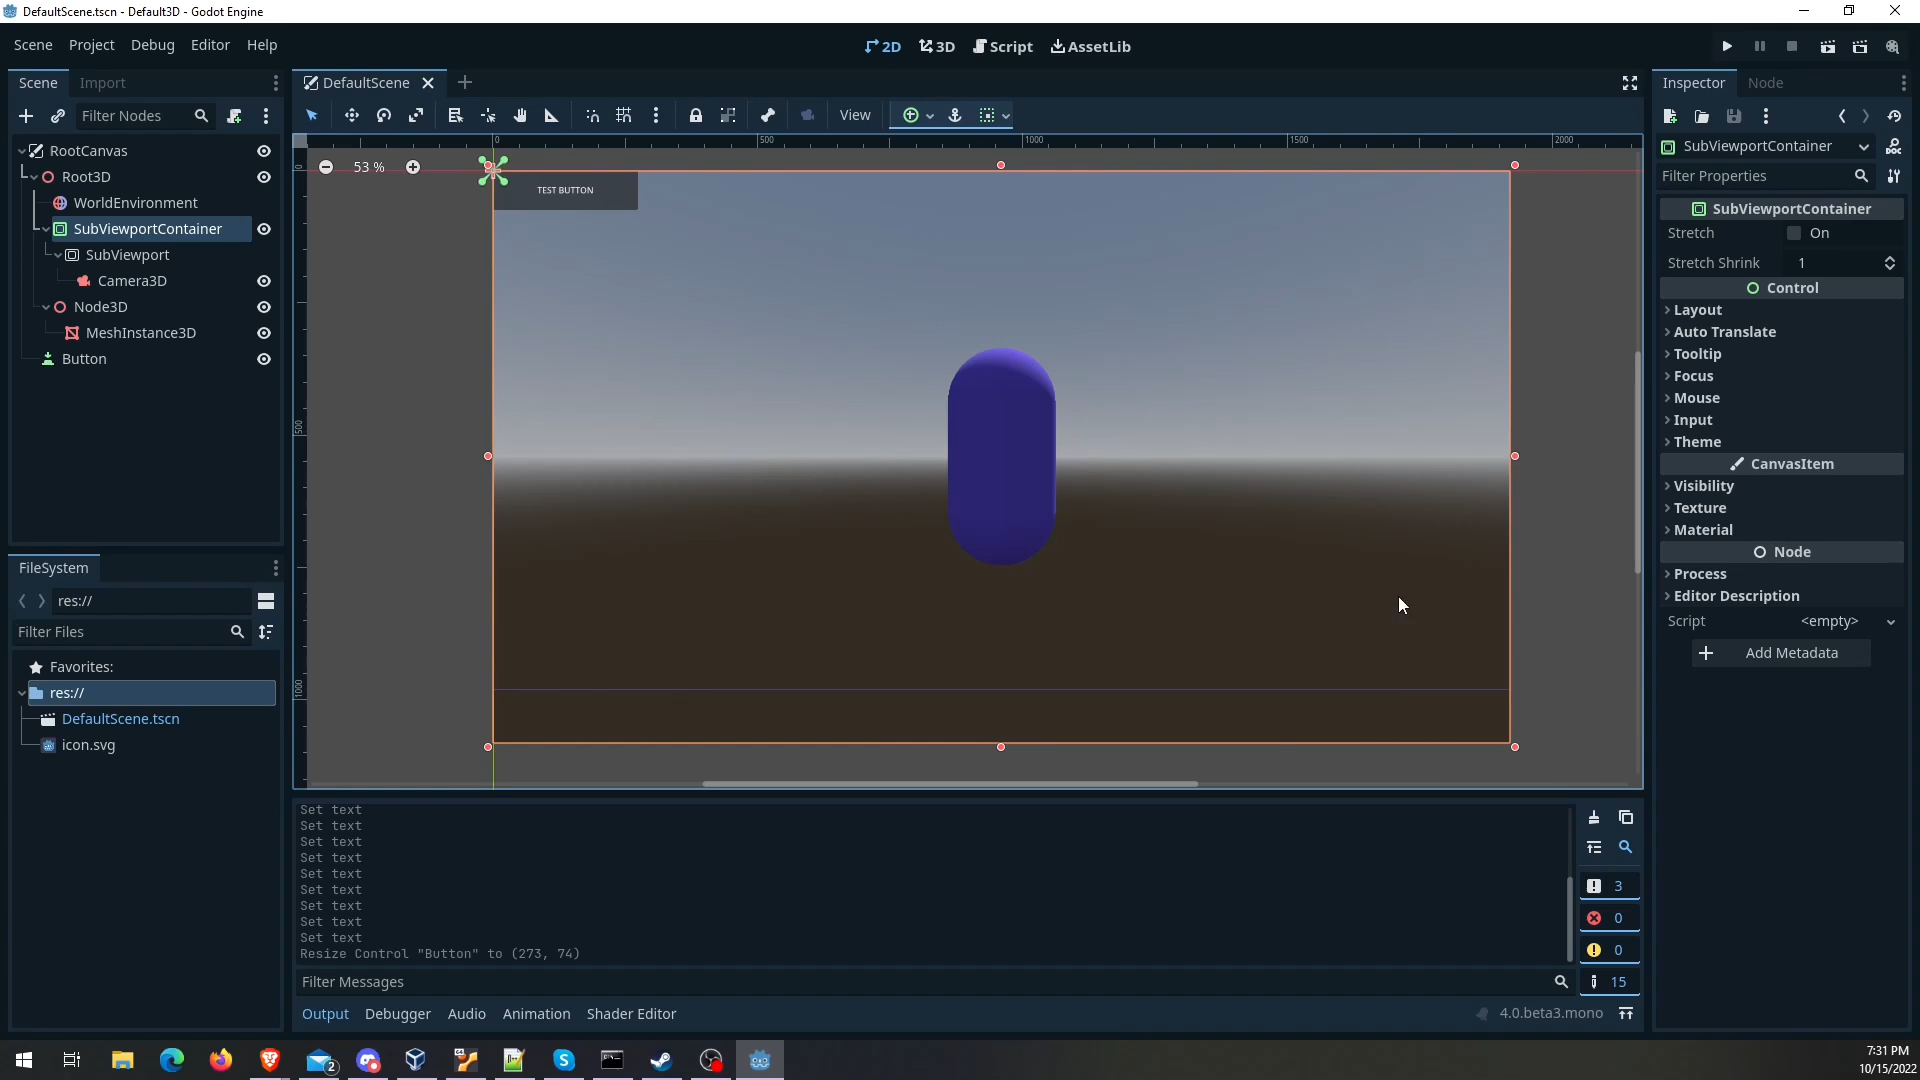 DefaultScene.tscn - Default3D - Godot Engine
Scene Project Debug Editor Help
2D 3D Script AssetLib
Scene Import
Filter Nodes
RootCanvas
Root3D
WorldEnvironment
SubViewportContainer
SubViewport
Camera3D
Node3D
MeshInstance3D
Button
FileSystem
res://
Filter Files
Favorites:
res://
DefaultScene.tscn
icon.svg
DefaultScene
View
0 500 1000 1500 2000
0
500
1000
53 %
TEST BUTTON
Set text
Set text
Set text
Set text
Set text
Set text
Set text
Set text
Set text
Resize Control "Button" to (273, 74)
Filter Messages
3
0
0
15
Output Debugger Audio Animation Shader Editor
4.0.beta3.mono
Inspector Node
SubViewportContainer
Filter Properties
SubViewportContainer
Stretch On
Stretch Shrink 1
Control
Layout
Auto Translate
Tooltip
Focus
Mouse
Input
Theme
CanvasItem
Visibility
Texture
Material
Node
Process
Editor Description
Script <empty>
Add Metadata
2
7:31 PM
10/15/2022